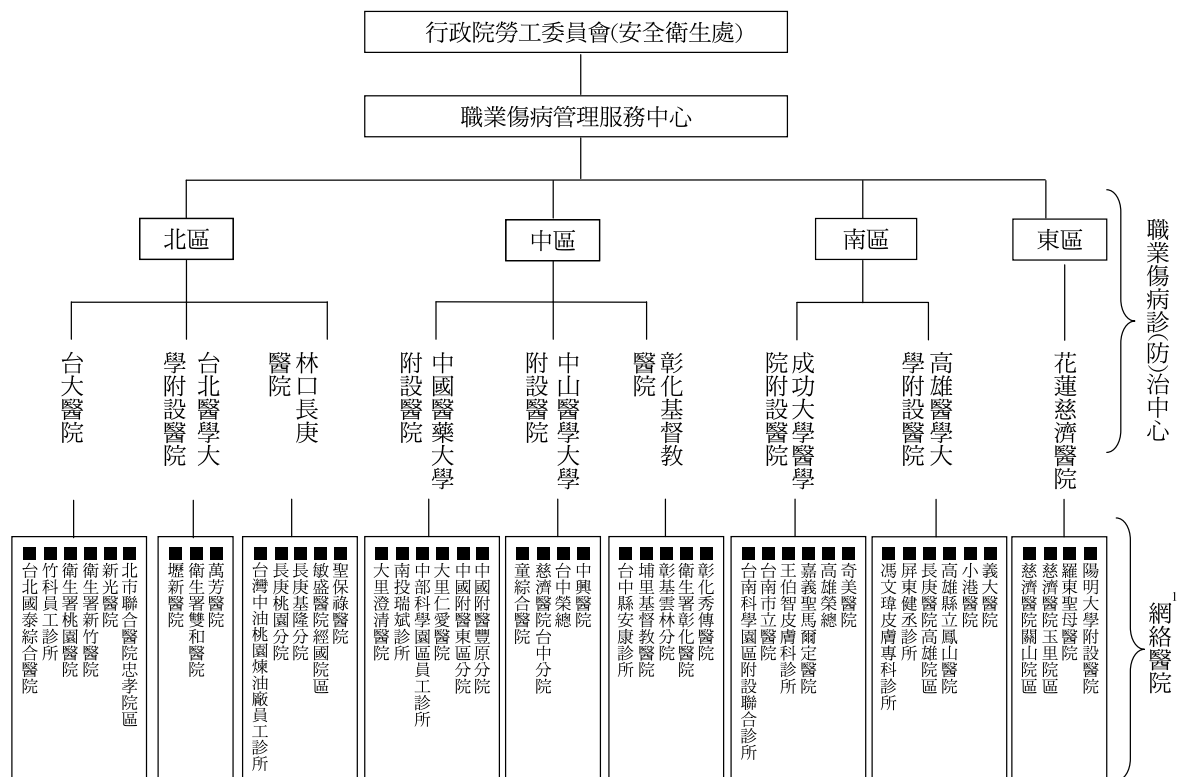 行政院勞工委員會(安全衛生處)
職業傷病管理服務中心
北區
中區
南區
東區
職業傷病診(防)治中心
台大醫院
台北醫學大
學附設醫院
林口長庚
醫院
中國醫藥大學
附設醫院
中山醫學大學
附設醫院
彰化基督教
醫院
成功大學醫學
院附設醫院
高雄醫學大
學附設醫院
花蓮慈濟醫院
網絡醫院1
■北市聯合醫院忠孝院區
■新光醫院
■衛生署新竹醫院
■衛生署桃園醫院
■竹科員工診所
■台北國泰綜合醫院
■萬芳醫院
■衛生署雙和醫院
■壢新醫院
■聖保祿醫院
■敏盛醫院經國院區
■長庚基隆分院
■長庚桃園分院
■台灣中油桃園煉油廠員工診所
■中國附醫豐原分院
■中國附醫東區分院
■大里仁愛醫院
■中部科學園區員工診所
■南投瑞斌診所
■大里澄清醫院
■中興醫院
■台中榮總
■慈濟醫院台中分院
■童綜合醫院
■彰化秀傳醫院
■衛生署彰化醫院
■彰基雲林分院
■埔里基督教醫院
■台中縣安康診所
■奇美醫院
■高雄榮總
■嘉義聖馬爾定醫院
■王伯智皮膚科診所
■台南市立醫院
■台南科學園區附設聯合診所
■義大醫院
■小港醫院
■高雄縣立鳳山醫院
■長庚醫院高雄院區
■屏東健丞診所
■馮文瑋皮膚專科診所
■陽明大學附設醫院
■羅東聖母醫院
■慈濟醫院玉里院區
■慈濟醫院關山院區